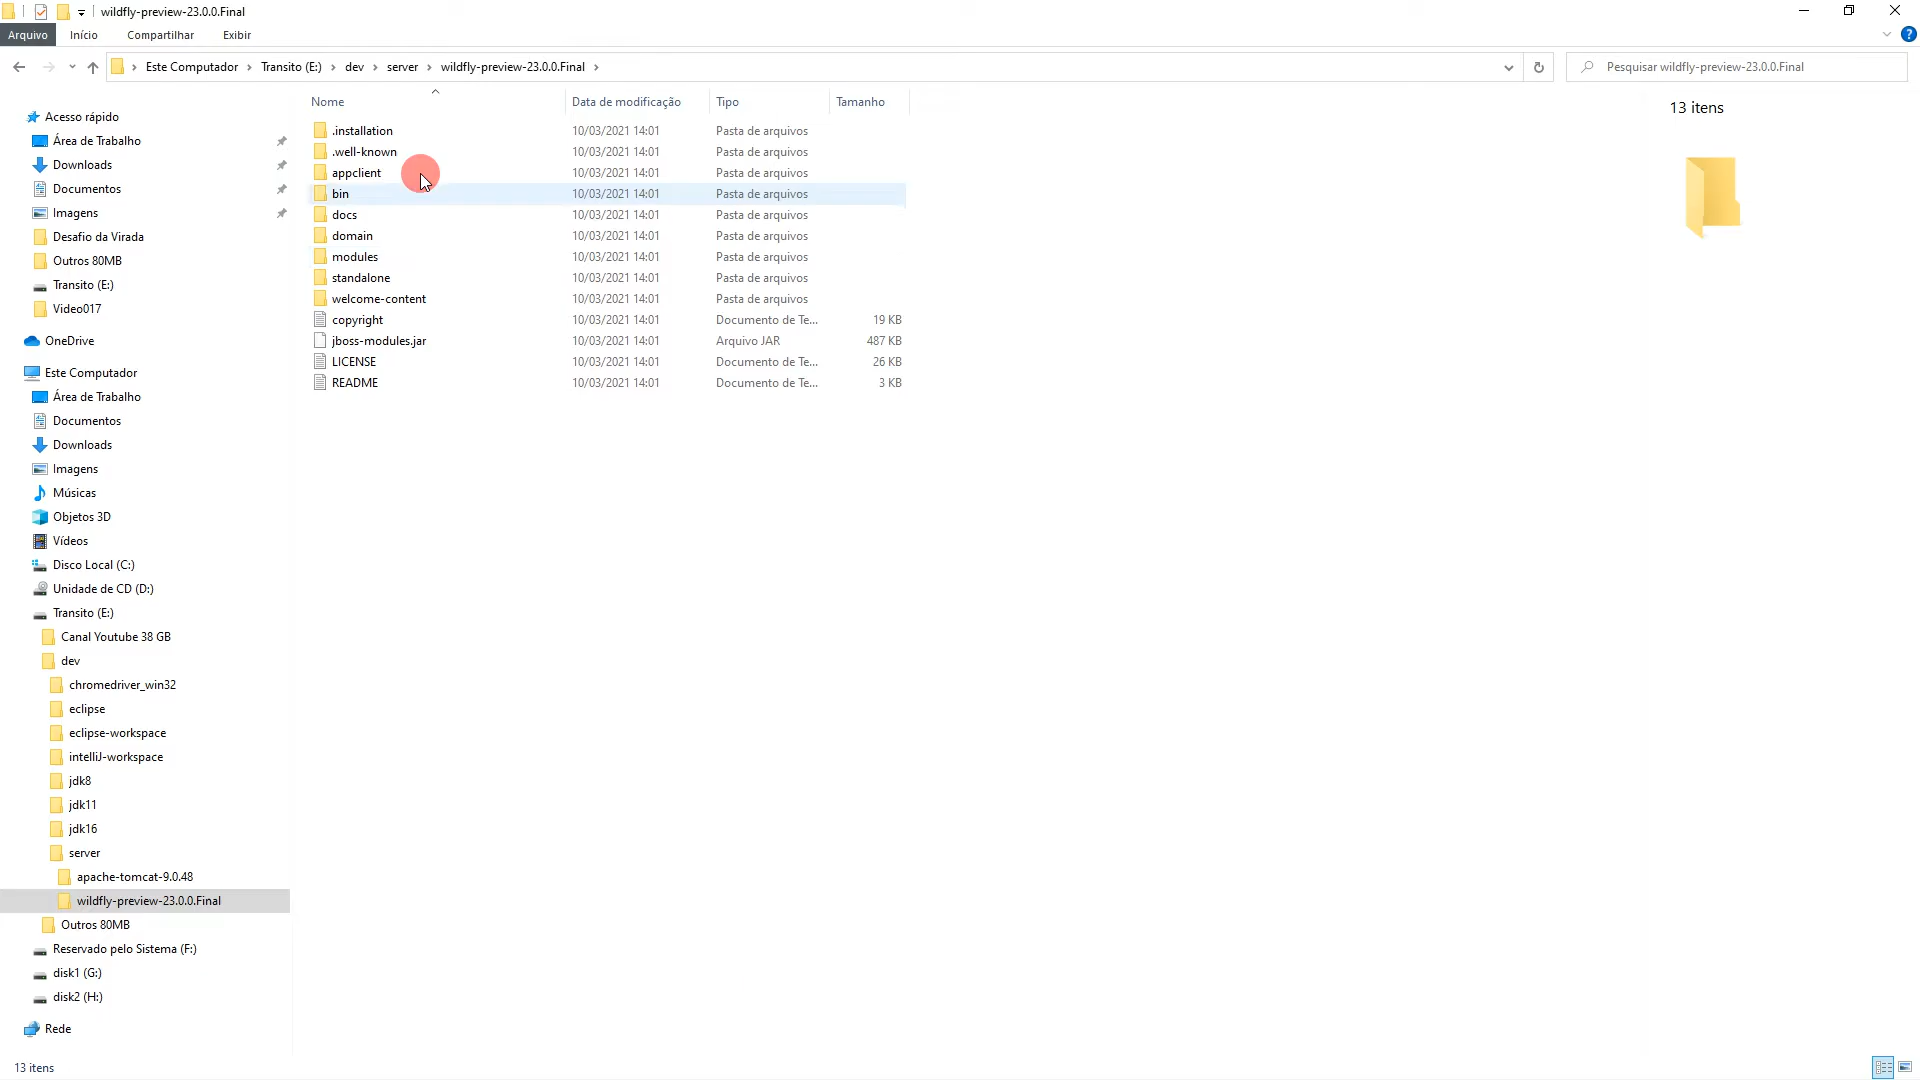 wildfly-preview-23.0.0.Final
Arquivo Início Compartilhar Exibir
Este Computador Transito (E:) dev server wildfly-preview-23.0.0.Final
Pesquisar wildfly-preview-23.0.0.Final
Acesso rápido
Área de Trabalho
Downloads
Documentos
Imagens
Desafio da Virada
Outros 80MB
Transito (E:)
Video017
OneDrive
Este Computador
Área de Trabalho
Documentos
Downloads
Imagens
Músicas
Objetos 3D
Vídeos
Disco Local (C:)
Unidade de CD (D:)
Transito (E:)
Canal Youtube 38 GB
dev
chromedriver_win32
eclipse
eclipse-workspace
intelliJ-workspace
jdk8
jdk11
jdk16
server
apache-tomcat-9.0.48
wildfly-preview-23.0.0.Final
Outros 80MB
Reservado pelo Sistema (F:)
disk1 (G:)
disk2 (H:)
Rede
Nome Data de modificação Tipo Tamanho
.installation 10/03/2021 14:01 Pasta de arquivos
.well-known 10/03/2021 14:01 Pasta de arquivos
appclient 10/03/2021 14:01 Pasta de arquivos
bin 10/03/2021 14:01 Pasta de arquivos
docs 10/03/2021 14:01 Pasta de arquivos
domain 10/03/2021 14:01 Pasta de arquivos
modules 10/03/2021 14:01 Pasta de arquivos
standalone 10/03/2021 14:01 Pasta de arquivos
welcome-content 10/03/2021 14:01 Pasta de arquivos
copyright 10/03/2021 14:01 Documento de Te... 19 KB
jboss-modules.jar 10/03/2021 14:01 Arquivo JAR 487 KB
LICENSE 10/03/2021 14:01 Documento de Te... 26 KB
README 10/03/2021 14:01 Documento de Te... 3 KB
13 itens
13 itens